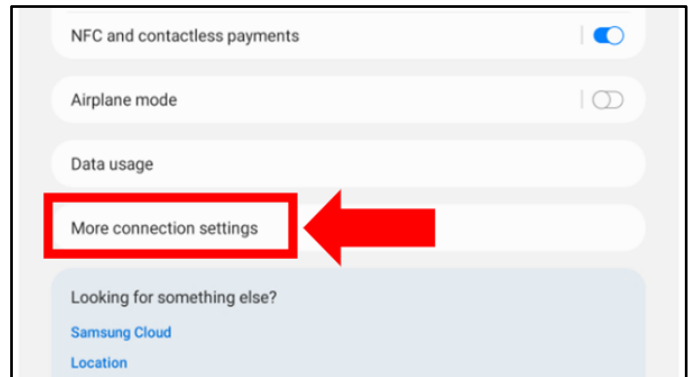 NFC and contactless payments
Airplane mode
Data usage
More connection settings
Looking for something else?
Samsung Cloud
Location